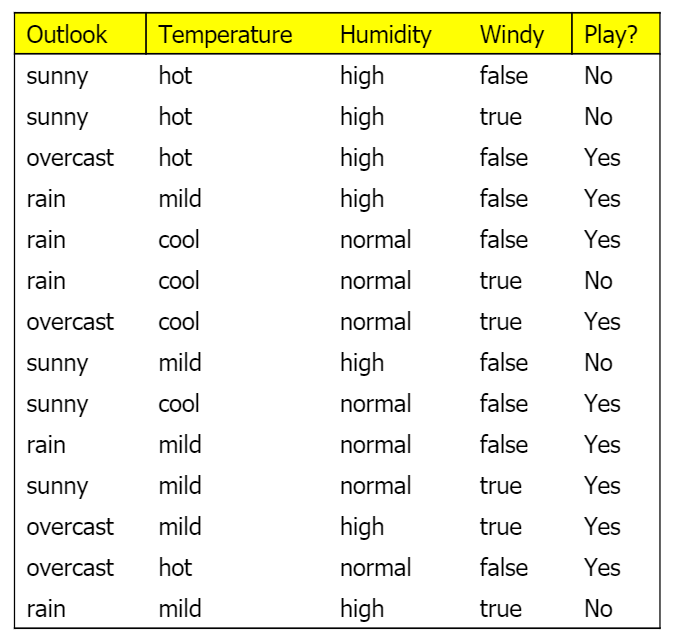 Outlook Temperature Humidity Windy Play?
sunny hot high false No
sunny hot high true No
overcast hot high false Yes
rain mild high false Yes
rain cool normal false Yes
rain cool normal true No
overcast cool normal true Yes
sunny mild high false No
sunny cool normal false Yes
rain mild normal false Yes
sunny mild normal true Yes
overcast mild high true Yes
overcast hot normal false Yes
rain mild high true No